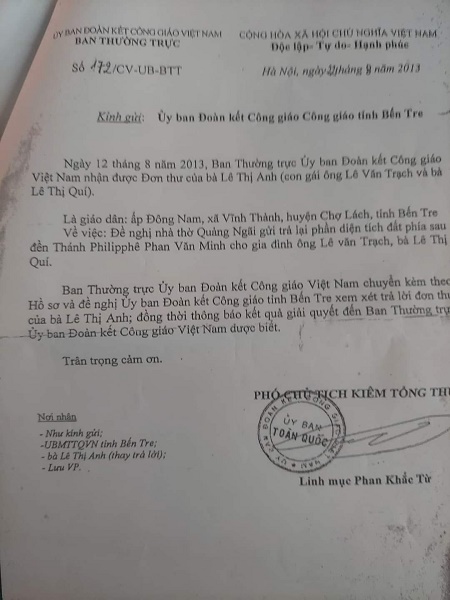 ỦY BAN ĐOÀN KẾT CÔNG GIÁO VIỆT NAM
BAN THƯỜNG TRỰC
CỘNG HÒA XÃ HỘI CHỦ NGHĨA VIỆT NAM
Độc lập- Tự do- Hạnh phúc
Số 172/CV-UB-BTT
Hà Nội, ngày 21 tháng 8 năm 2013
Kính gửi: Ủy ban Đoàn kết Công giáo Công giáo tỉnh Bến Tre
Ngày 12 tháng 8 năm 2013, Ban Thường trực Ủy ban Đoàn kết Công giáo
Việt Nam nhận được Đơn thư của bà Lê Thị Anh (con gái ông Lê Văn Trạch và bà
Lê Thị Quí).
Là giáo dân: ấp Đông Nam, xã Vĩnh Thành, huyện Chợ Lách, tỉnh Bến Tre
Về việc: Đề nghị nhà thờ Quảng Ngãi gửi trả lại phần diện tích đất phía sau
đền Thánh Philipphê Phan Văn Minh cho gia đình ông Lê văn Trạch, bà Lê Thị
Quí.
Ban Thường trực Ủy ban Đoàn kết Công giáo Việt Nam chuyển kèm theo
Hồ sơ và đề nghị Ủy ban Đoàn kết Công giáo tỉnh Bến Tre xem xét trả lời đơn thư
của bà Lê Thị Anh; đồng thời thông báo kết quả giải quyết đến Ban Thường trực
Ủy ban Đoàn kết Công giáo Việt Nam được biết.
Trân trọng cảm ơn.
PHÓ CHỦ TỊCH KIÊM TỔNG THƯ
Nơi nhận
- Như kính gửi;
-UBMTTQVN tỉnh Bến Tre;
- bà Lê Thị Anh (thay trả lời);
- Lưu VP.
ỦY BAN
TOÀN QUỐC
Linh mục Phan Khắc Từ